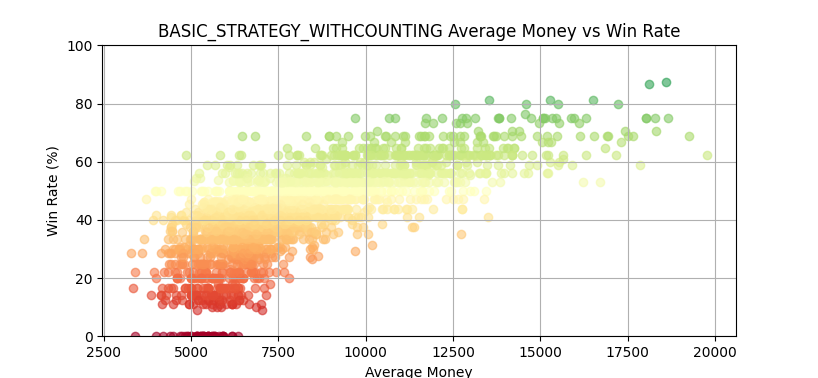 BASIC_STRATEGY_WITHCOUNTING Average Money vs Win Rate
100
80
60
40
20
0
Win Rate (%)
2500 5000 7500 10000 12500 15000 17500 20000
Average Money